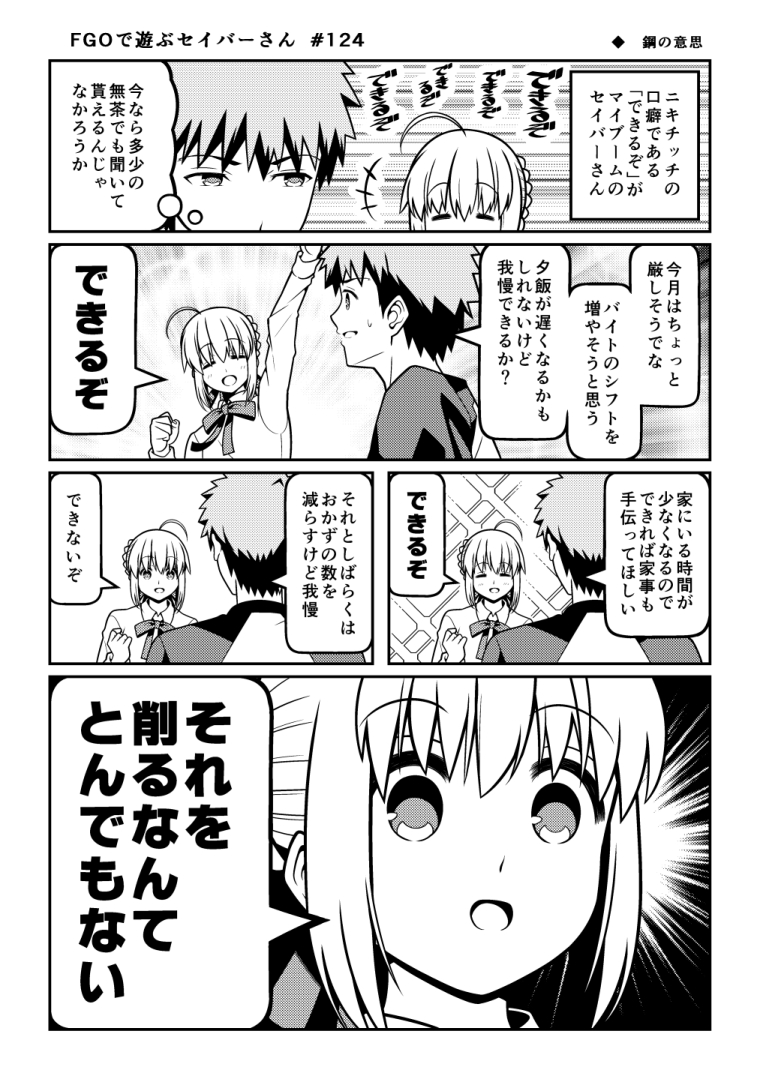 FGOで遊ぶセイバーさん #124
◆ 鋼の意思
ニキチッチの
口癖である
「できるぞ」が
マイブームの
セイバーさん
できるぞ
できるぞ
できるぞ
できるぞ
できるぞ
今なら多少の
無茶でも聞いて
貰えるんじゃ
なかろうか
今月はちょっと
厳しそうでな
バイトのシフトを
増やそうと思う
夕飯が遅くなるかも
しれないけど
我慢できるか?
できるぞ
家にいる時間が
少なくなるので
できれば家事も
手伝ってほしい
できるぞ
それとしばらくは
おかずの数を
減らすけど我慢
できないぞ
それを
削るなんて
とんでもない